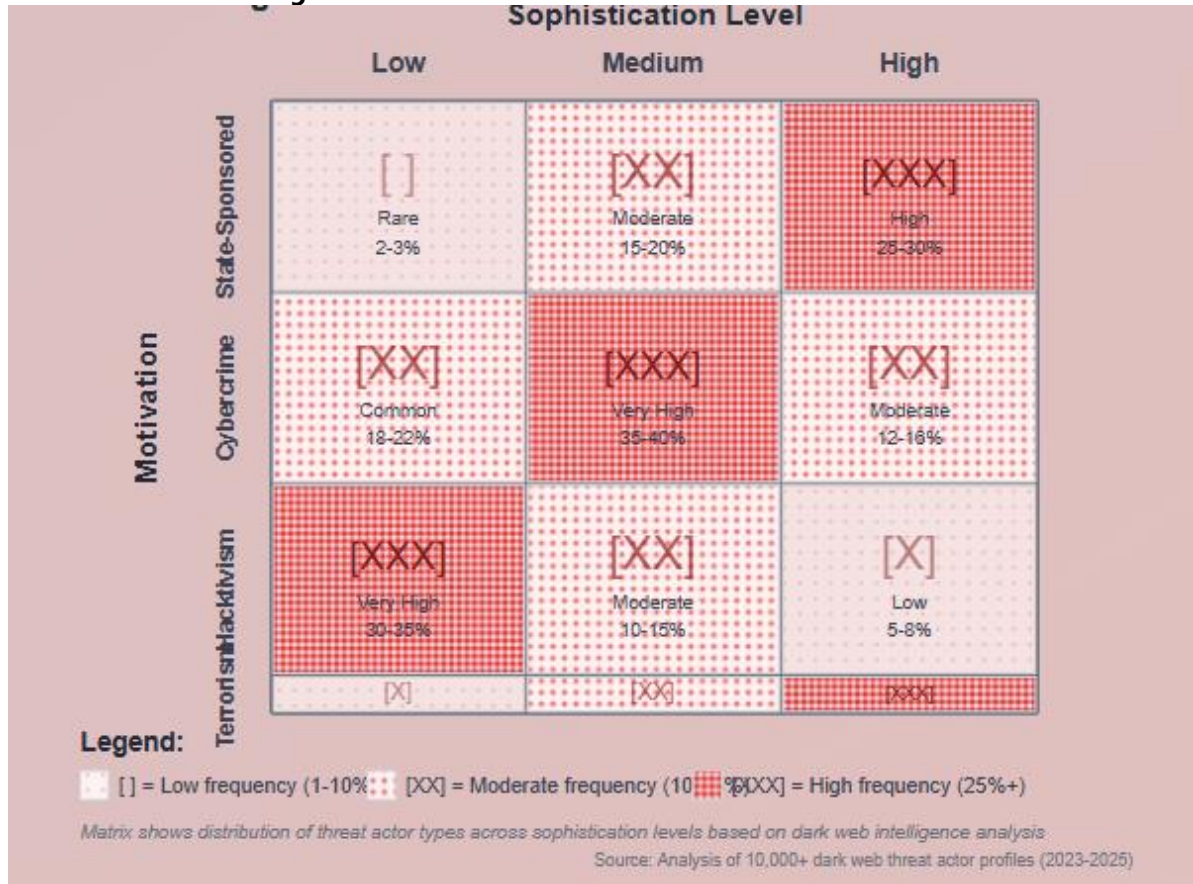 Sophistication Level
Low Medium High
Motivation
State-Sponsored
[ ] [XX] [XXX]
Rare Moderate High
2-3% 15-20% 25-30%
Cybercrime
[XX] [XXX] [XX]
Common Very High Moderate
18-22% 35-40% 12-16%
Hacktivism
[XXX] [XX] [X]
Very High Moderate Low
30-35% 10-15% 5-8%
Terrorism
[X] [XX] [XXX]
Legend:
[ ] = Low frequency (1-10% [XX] = Moderate frequency (10 %) [XXX] = High frequency (25%+)
Matrix shows distribution of threat actor types across sophistication levels based on dark web intelligence analysis
Source: Analysis of 10,000+ dark web threat actor profiles (2023-2025)